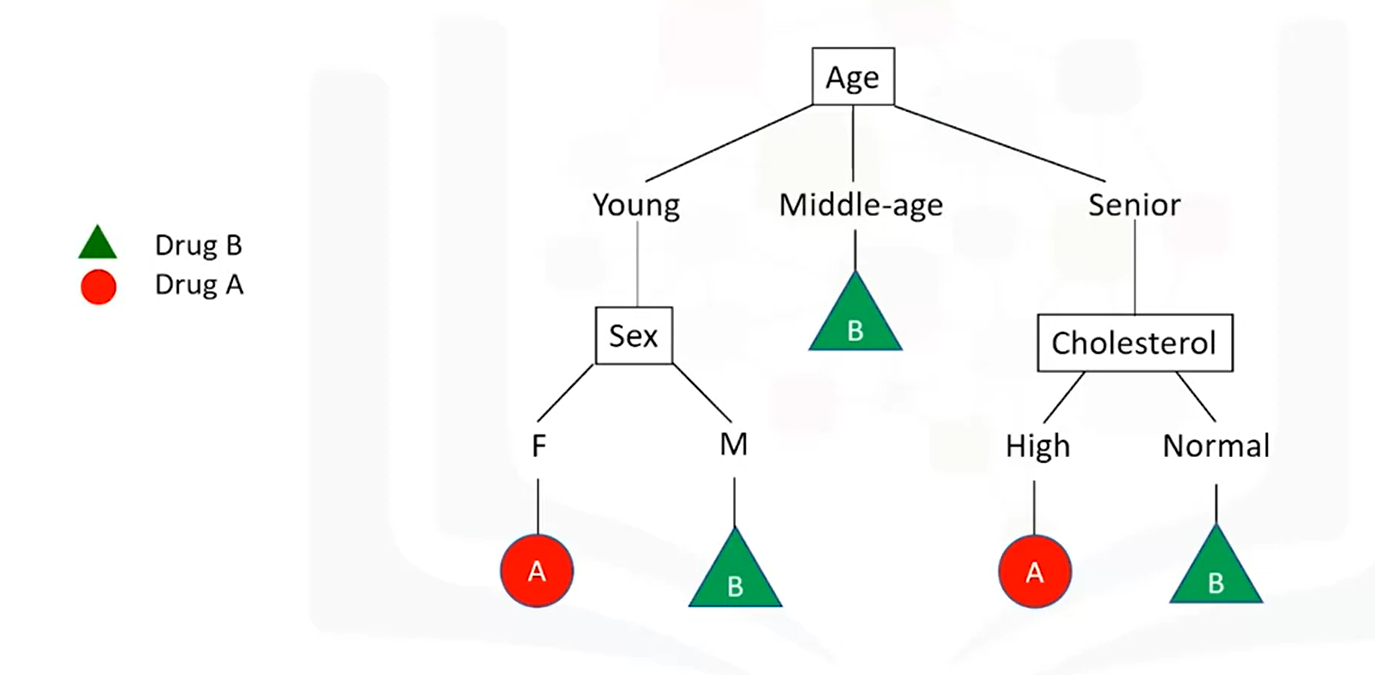 Age
Young Middle-age Senior
Drug B
Drug A
Sex B Cholesterol
F M High Normal
A B A B